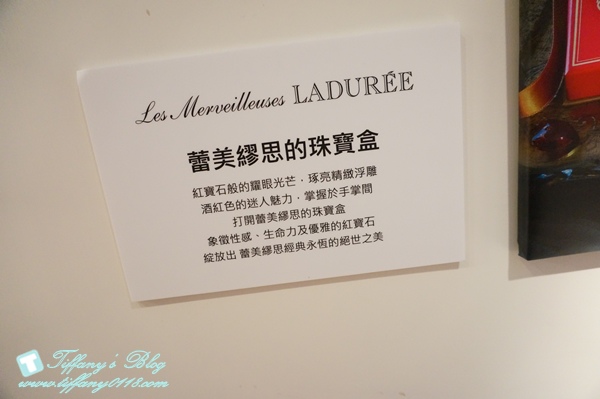 Les Merveilleuses LADURÉE
蕾美繆思的珠寶盒
紅寶石般的耀眼光芒，琢亮精緻浮雕
酒紅色的迷人魅力，掌握於手掌間
打開蕾美繆思的珠寶盒
象徵性感、生命力及優雅的紅寶石
綻放出 蕾美繆思經典永恆的絕世之美
T Tiffany's Blog
www.tiffany0118.com